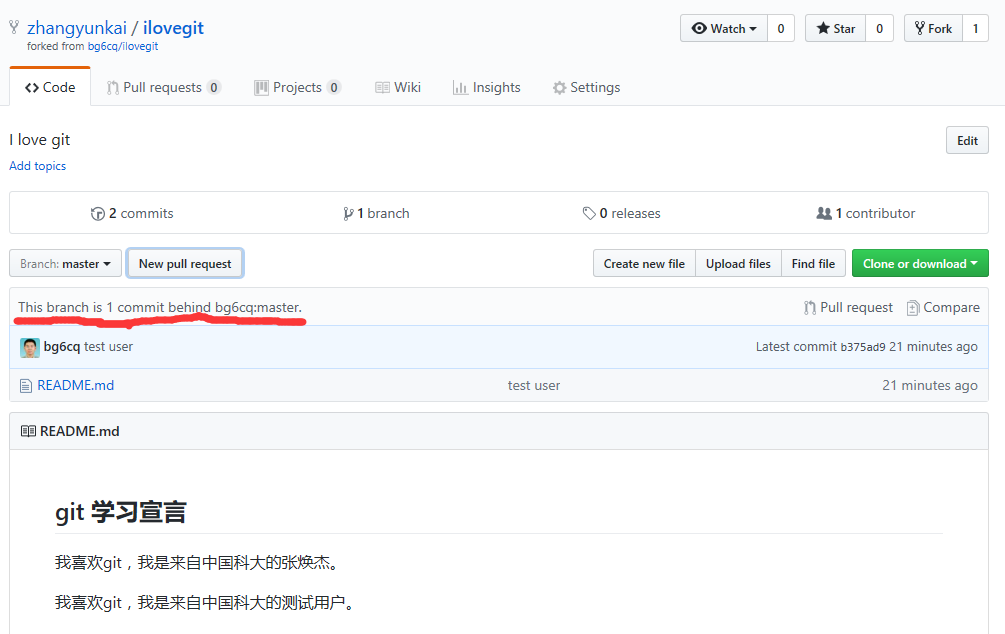 zhangyunkai / ilovegit
Watch 0 Star 0 Fork 1
forked from bg6cq/ilovegit
Code Pull requests 0 Projects 0 Wiki Insights Settings
I love git
Edit
Add topics
2 commits 1 branch 0 releases 1 contributor
Branch: master New pull request Create new file Upload files Find file Clone or download
This branch is 1 commit behind bg6cq:master. Pull request Compare
bg6cq test user Latest commit b375ad9 21 minutes ago
README.md test user 21 minutes ago
README.md
git 学习宣言
我喜欢git，我是来自中国科大的张焕杰。
我喜欢git，我是来自中国科大的测试用户。